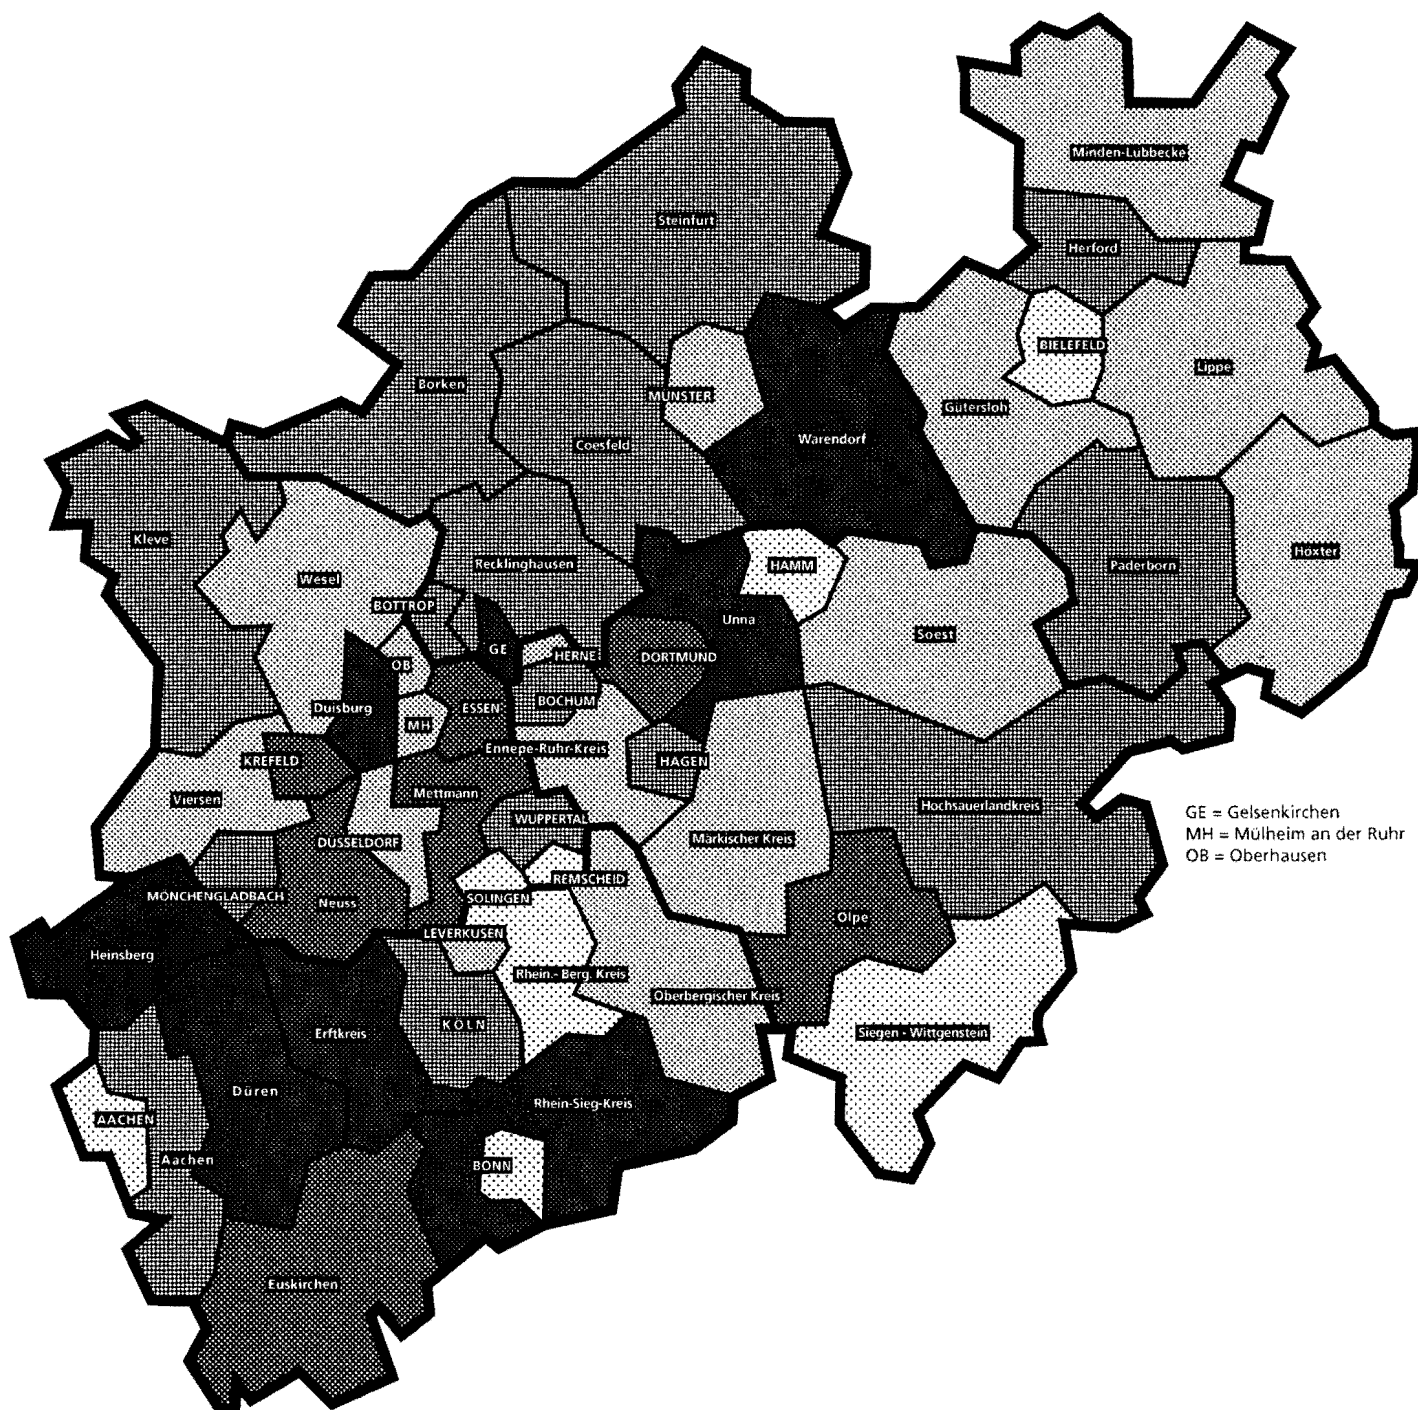 Minden-Lubbecke
Steinfurt
Herford
BIELEFELD
Lippe
Borken
MUNSTER
Gutersloh
Coesfeld
Warendorf
Kleve
Wesel
Recklinghausen
HAMM
Paderborn
Höxter
BOTTROP
Unna
Soest
GE
HERNE
DORTMUND
OB
BOCHUM
Duisburg
ESSEN
MH
Ennepe-Ruhr-Kreis
KREFELD
HAGEN
Viersen
Mettmann
Hochsauerlandkreis
WUPPERTAL
DÜSSELDORF
Märkischer Kreis
GE = Gelsenkirchen
MH = Mülheim an der Ruhr
OB = Oberhausen
REMSCHEID
MÖNCHENGLADBACH
Neuss
SOLINGEN
Olpe
LEVERKUSEN
Heinsberg
Rhein.- Berg. Kreis
Oberbergischer Kreis
Erftkreis
KÖLN
Siegen - Wittgenstein
Düren
Rhein-Sieg-Kreis
AACHEN
Aachen
BONN
Euskirchen